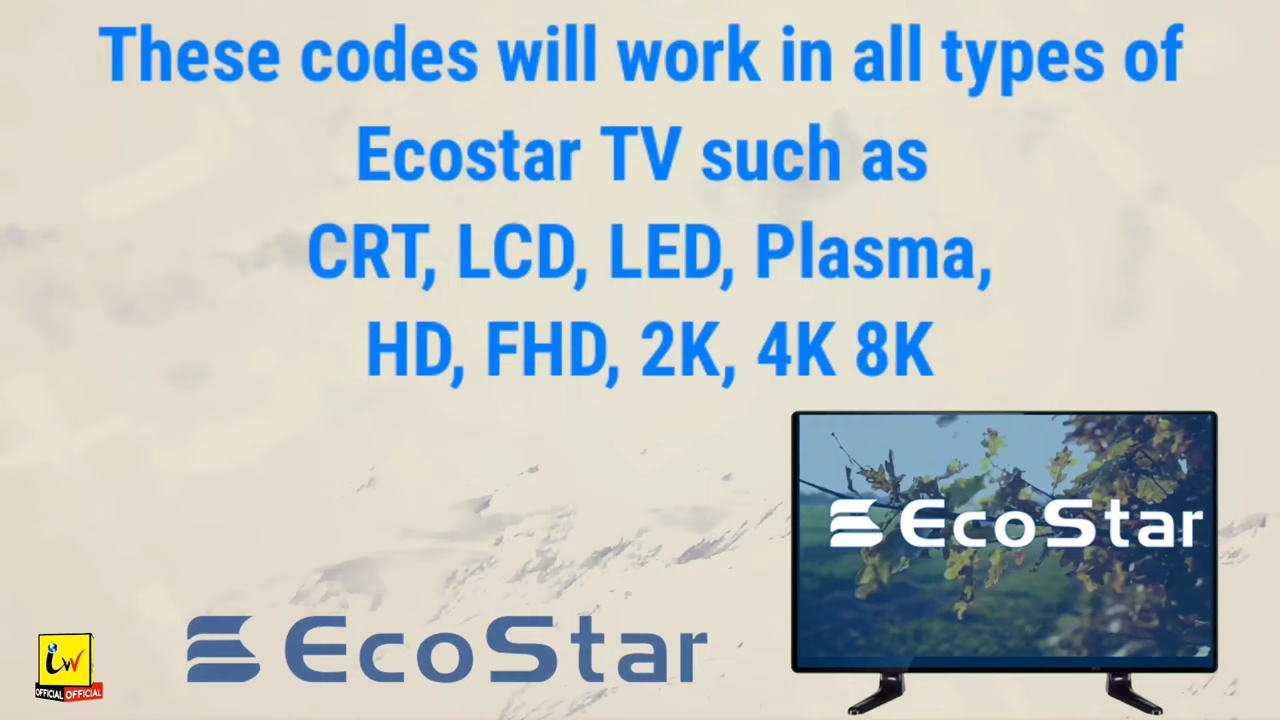 These codes will work in all types of
Ecostar TV such as
CRT, LCD, LED, Plasma,
HD, FHD, 2K, 4K 8K
EcoStar
EcoStar
iW
OFFICIAL OFFICIAL